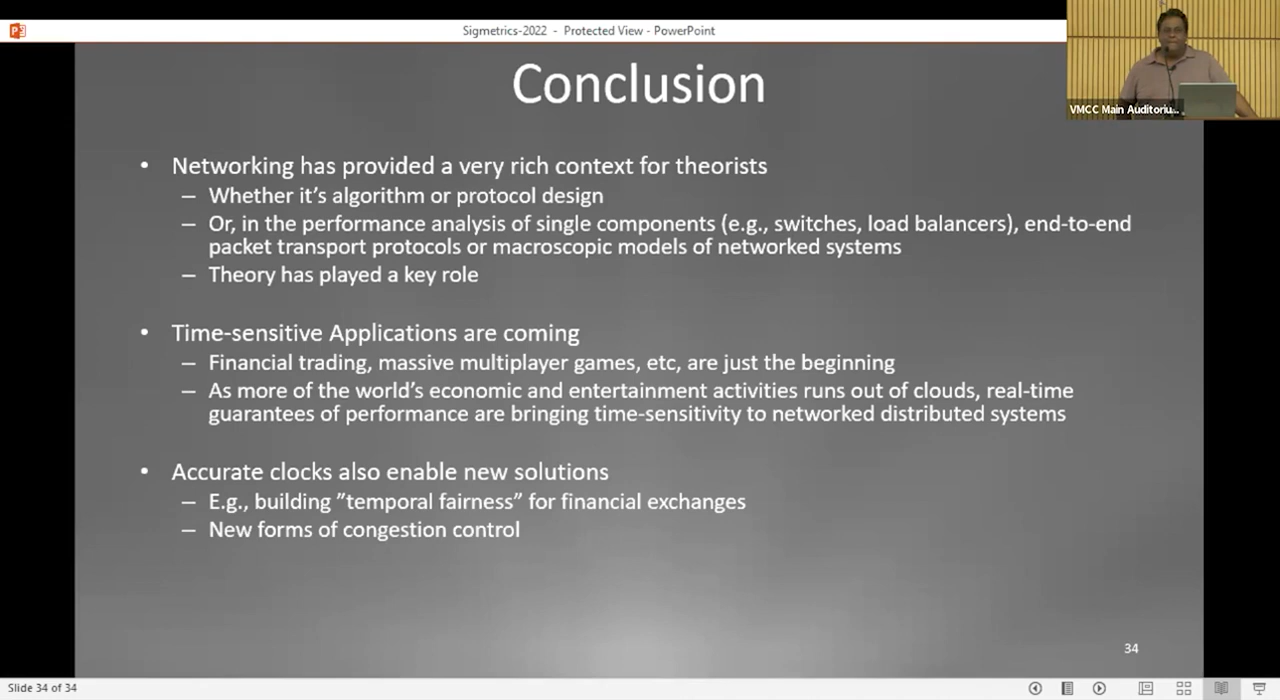 Sigmetrics-2022 - Protected View - PowerPoint
VMCC Main Auditoriu...
Conclusion
• Networking has provided a very rich context for theorists
– Whether it's algorithm or protocol design
– Or, in the performance analysis of single components (e.g., switches, load balancers), end-to-end
packet transport protocols or macroscopic models of networked systems
– Theory has played a key role
• Time-sensitive Applications are coming
– Financial trading, massive multiplayer games, etc, are just the beginning
– As more of the world's economic and entertainment activities runs out of clouds, real-time
guarantees of performance are bringing time-sensitivity to networked distributed systems
• Accurate clocks also enable new solutions
– E.g., building ”temporal fairness” for financial exchanges
– New forms of congestion control
34
Slide 34 of 34